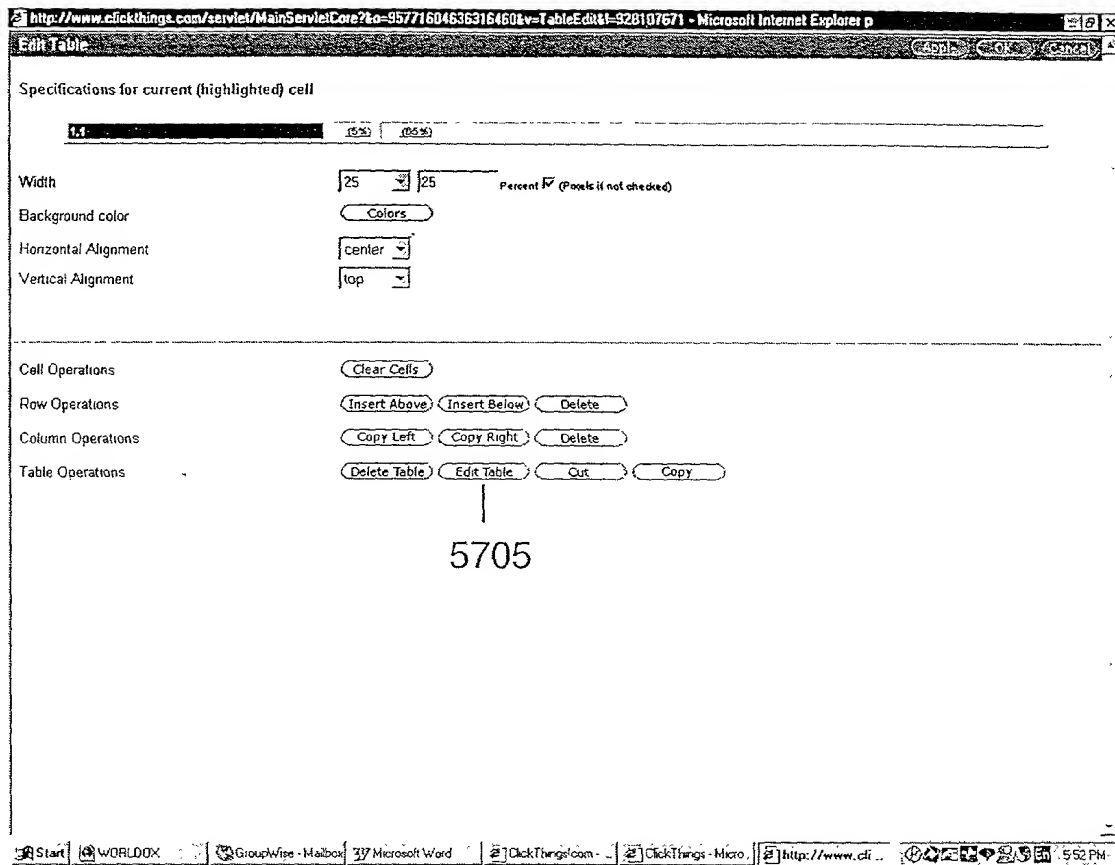 http://www.clickthings.com/servlet/MainServletCore?&o=95771604636316460&v=TableEdit&t=928107671 - Microsoft Internet Explorer p
Edit Table Apply OK Cancel
Specifications for current (highlighted) cell
1.1 (5%) (65%)
Width 25 25 Percent (Pixels if not checked)
Background color Colors
Horizontal Alignment center
Vertical Alignment top
Cell Operations Clear Cells
Row Operations Insert Above Insert Below Delete
Column Operations Copy Left Copy Right Delete
Table Operations Delete Table Edit Table Cut Copy
5705
Start WORLDOX GroupWise - Mailbox Microsoft Word ClickThings!com - ClickThings - Micro. http://www.cli... 5:52 PM